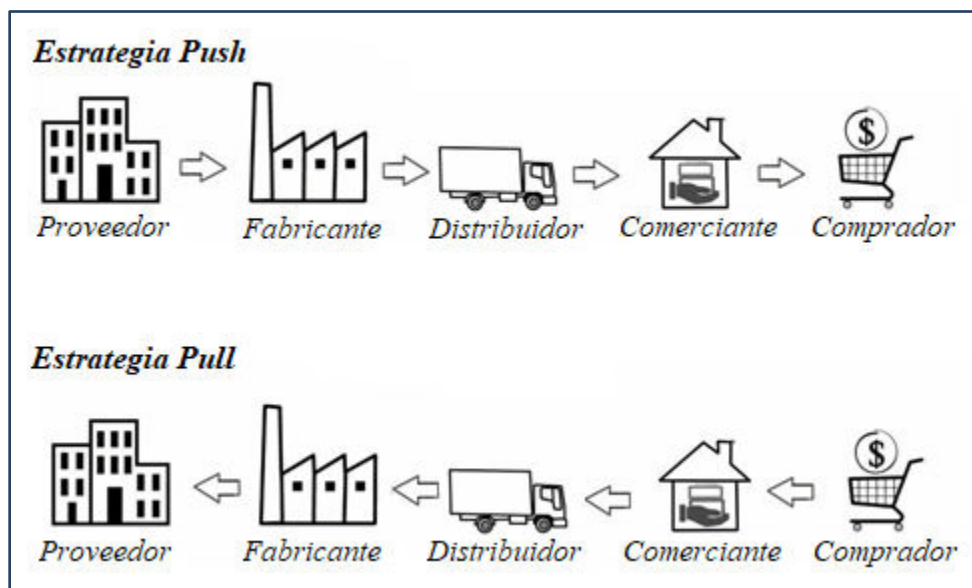 Estrategia Push
$
Proveedor Fabricante Distribuidor Comerciante Comprador
Estrategia Pull
$
Proveedor Fabricante Distribuidor Comerciante Comprador